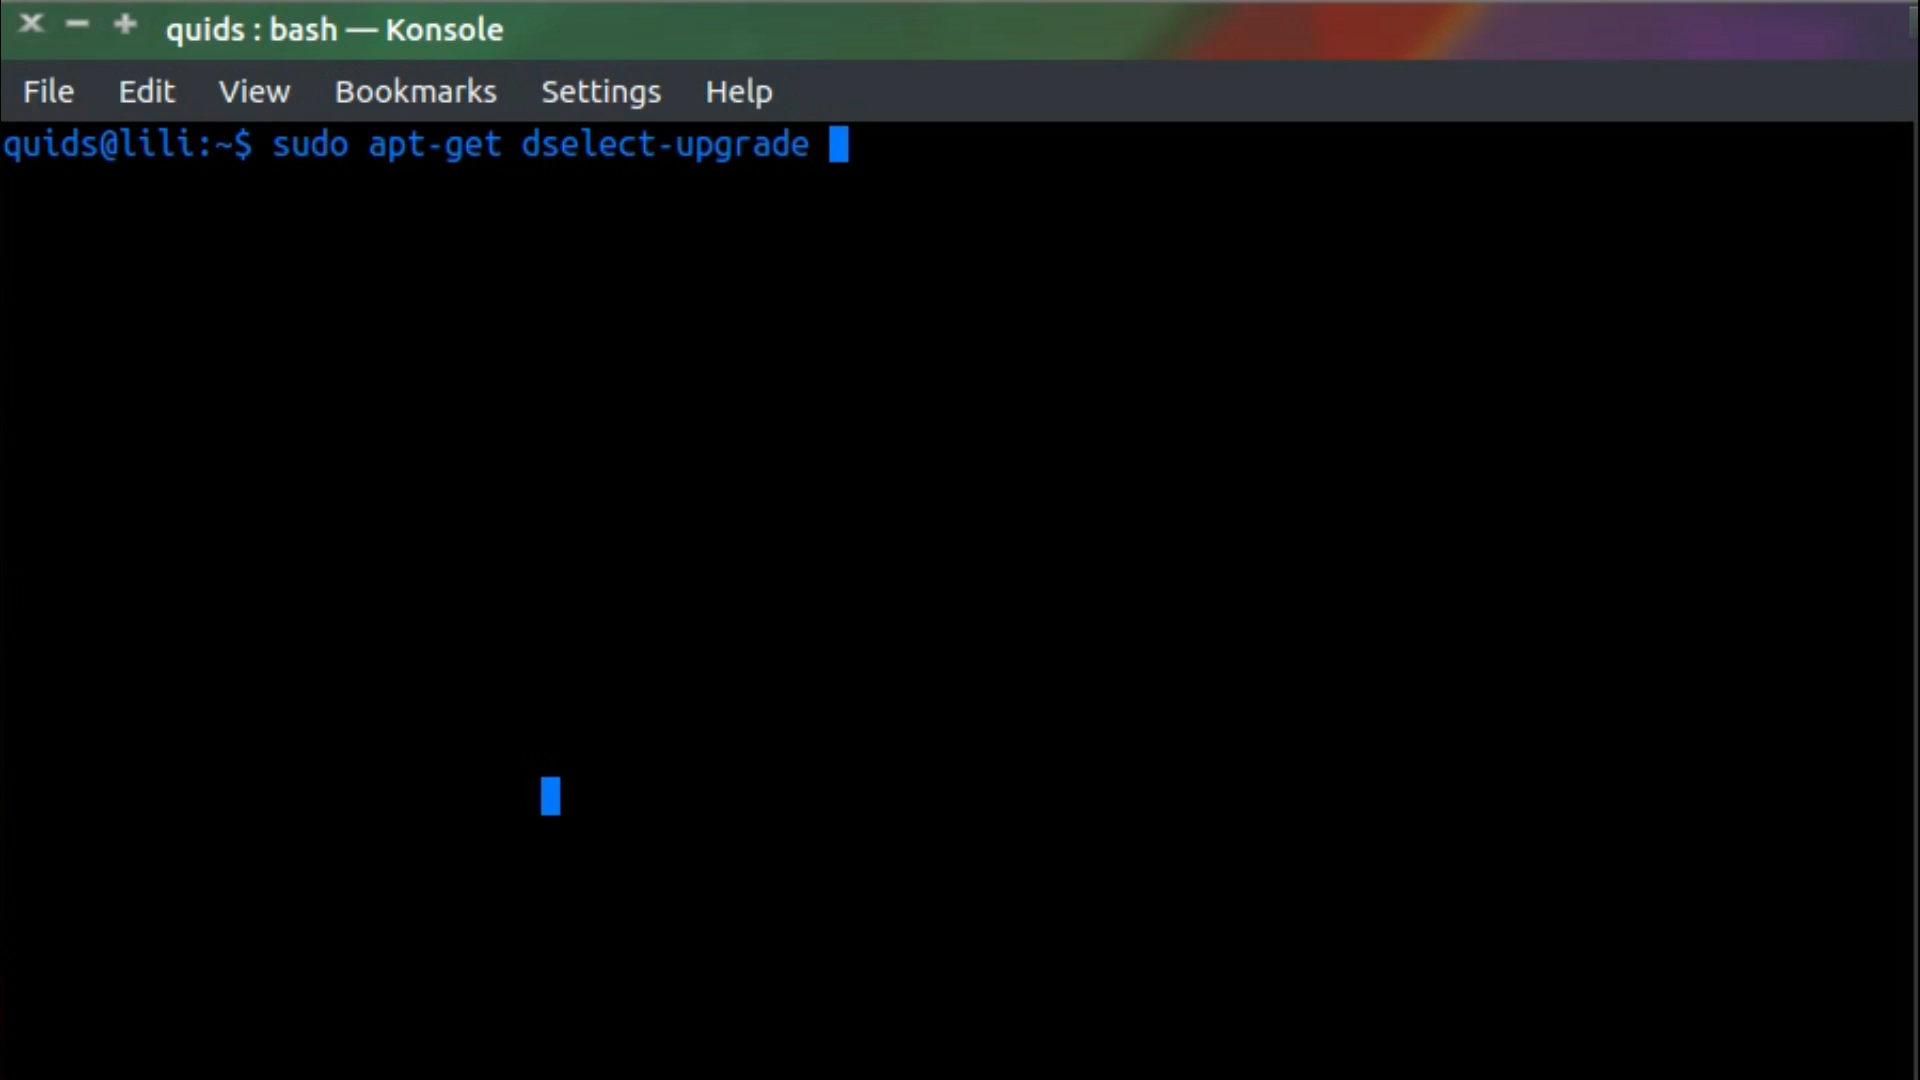 quids : bash — Konsole
File Edit View Bookmarks Settings Help
quids@lili:~$ sudo apt-get dselect-upgrade